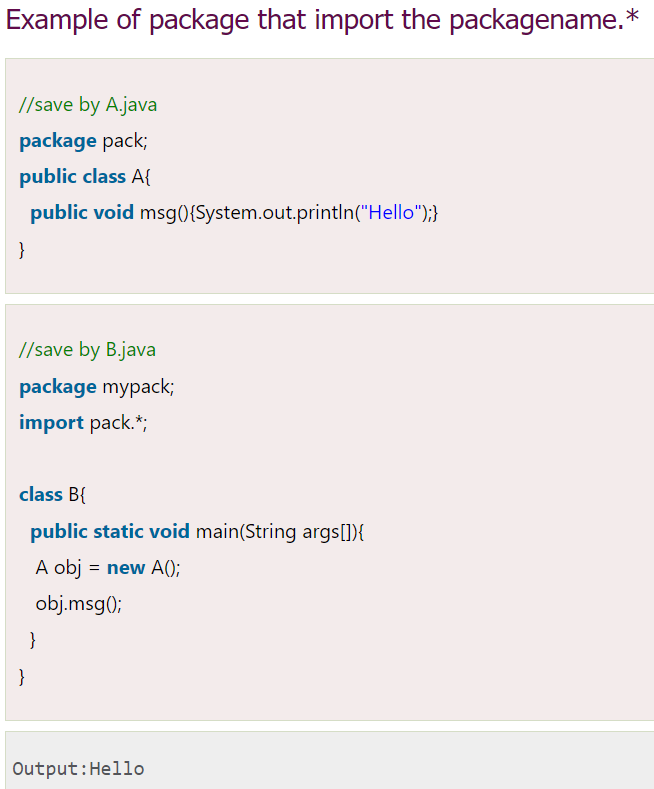 Example of package that import the packagename.*
//save by A.java
package pack;
public class A{
  public void msg(){System.out.println("Hello");}
}
//save by B.java
package mypack;
import pack.*;
class B{
  public static void main(String args[]){
   A obj = new A();
   obj.msg();
  }
}
Output:Hello